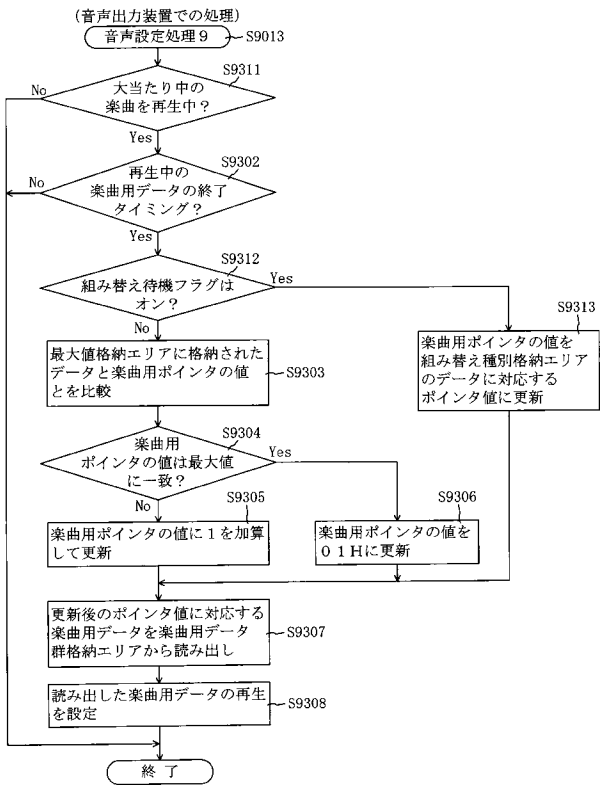 (音声出力装置での処理)
音声設定処理9
S9013
S9311
大当たり中の
楽曲を再生中？
No
Yes
S9302
再生中の
楽曲用データの終了
タイミング？
No
Yes
S9312
組み替え待機フラグは
オン？
Yes
No
S9313
楽曲用ポインタの値を
組み替え種別格納エリア
のデータに対応する
ポインタ値に更新
最大値格納エリアに格納された
データと楽曲用ポインタの値
とを比較
S9303
S9304
楽曲用
ポインタの値は最大値
に一致？
Yes
No
S9305
楽曲用ポインタの値に1を加算
して更新
S9306
楽曲用ポインタの値を
01Hに更新
更新後のポインタ値に対応する
楽曲用データを楽曲用データ
群格納エリアから読み出し
S9307
読み出した楽曲用データの再生
を設定
S9308
終了